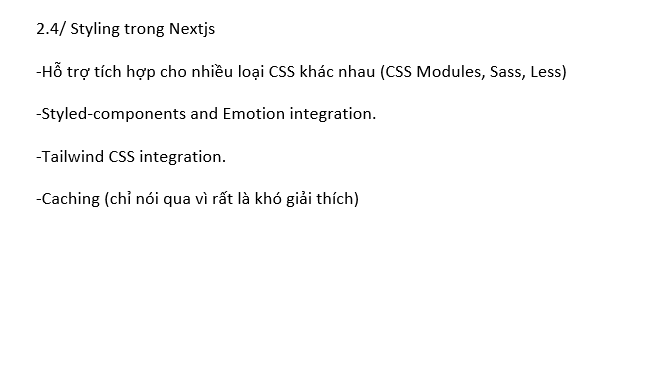 2.4/ Styling trong Nextjs
-Hỗ trợ tích hợp cho nhiều loại CSS khác nhau (CSS Modules, Sass, Less)
-Styled-components and Emotion integration.
-Tailwind CSS integration.
-Caching (chỉ nói qua vì rất là khó giải thích)